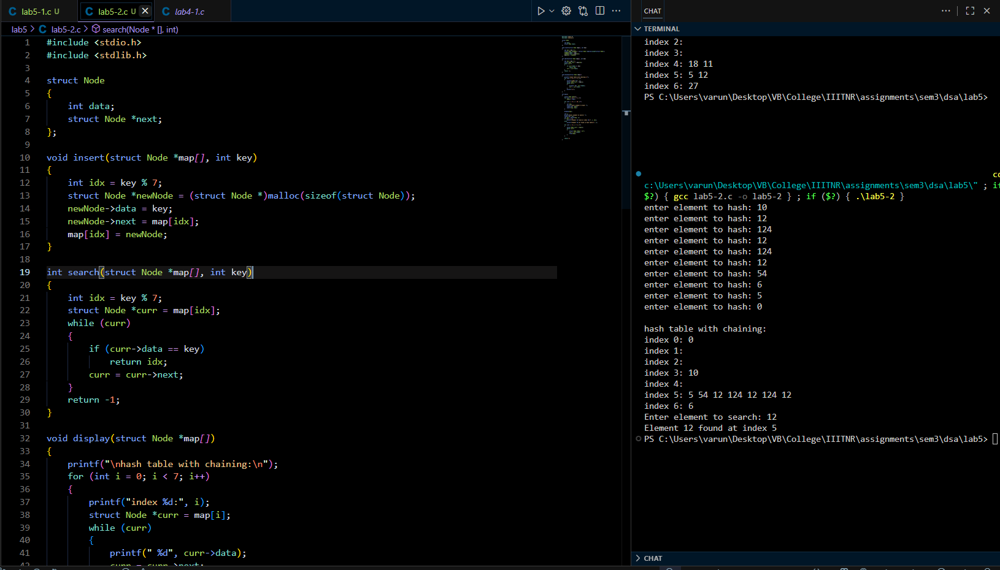 lab5-1.c U
lab5-2.c U
lab4-1.c
lab5 > C lab5-2.c > search(Node * [], int)
1 #include <stdio.h>
2 #include <stdlib.h>
3
4 struct Node
5 {
6 int data;
7 struct Node *next;
8 };
9
10 void insert(struct Node *map[], int key)
11 {
12 int idx = key % 7;
13 struct Node *newNode = (struct Node *)malloc(sizeof(struct Node));
14 newNode->data = key;
15 newNode->next = map[idx];
16 map[idx] = newNode;
17 }
18
19 int search(struct Node *map[], int key)
20 {
21 int idx = key % 7;
22 struct Node *curr = map[idx];
23 while (curr)
24 {
25 if (curr->data == key)
26 return idx;
27 curr = curr->next;
28 }
29 return -1;
30 }
31
32 void display(struct Node *map[])
33 {
34 printf("\nhash table with chaining:\n");
35 for (int i = 0; i < 7; i++)
36 {
37 printf("index %d:", i);
38 struct Node *curr = map[i];
39 while (curr)
40 {
41 printf(" %d", curr->data);
42 curr = curr->next;
CHAT
TERMINAL
index 2:
index 3:
index 4: 18 11
index 5: 5 12
index 6: 27
PS C:\Users\varun\Desktop\VB\College\IIITNR\assignments\sem3\dsa\lab5>
c:\Users\varun\Desktop\VB\College\IIITNR\assignments\sem3\dsa\lab5\" ; if
$?) { gcc lab5-2.c -o lab5-2 } ; if ($?) { .\lab5-2 }
enter element to hash: 10
enter element to hash: 12
enter element to hash: 124
enter element to hash: 12
enter element to hash: 124
enter element to hash: 12
enter element to hash: 54
enter element to hash: 6
enter element to hash: 5
enter element to hash: 0
hash table with chaining:
index 0: 0
index 1:
index 2:
index 3: 10
index 4:
index 5: 5 54 12 124 12 124 12
index 6: 6
Enter element to search: 12
Element 12 found at index 5
PS C:\Users\varun\Desktop\VB\College\IIITNR\assignments\sem3\dsa\lab5>
CHAT